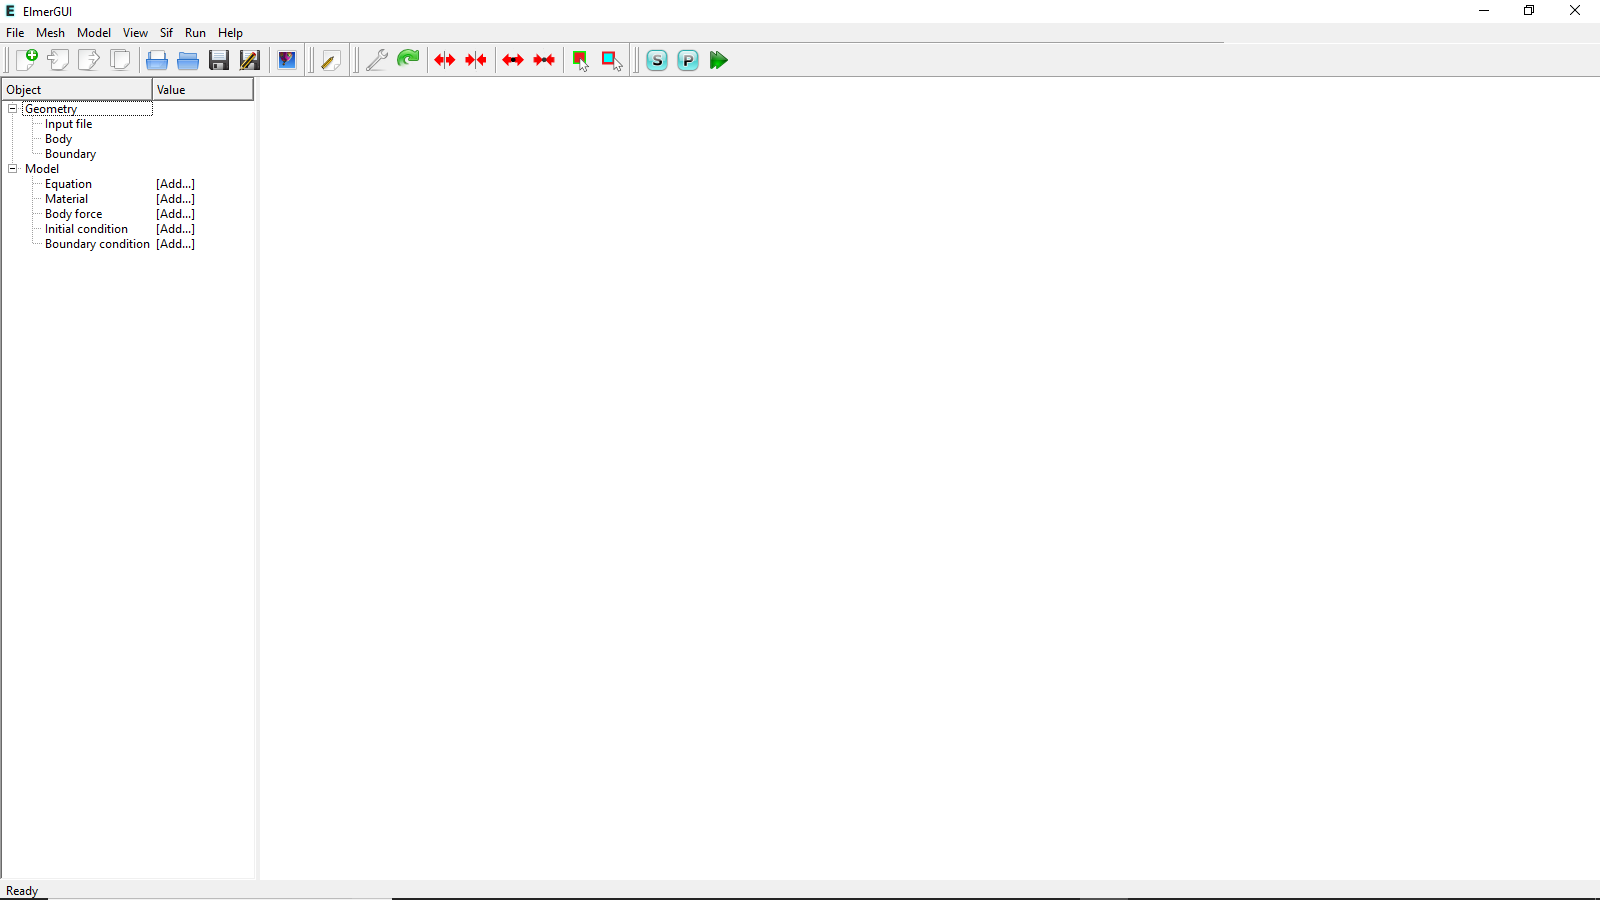 E ElmerGUI
File Mesh Model View Sif Run Help
S P
Object Value
Geometry
Input file
Body
Boundary
Model
Equation [Add...]
Material [Add...]
Body force [Add...]
Initial condition [Add...]
Boundary condition [Add...]
Ready